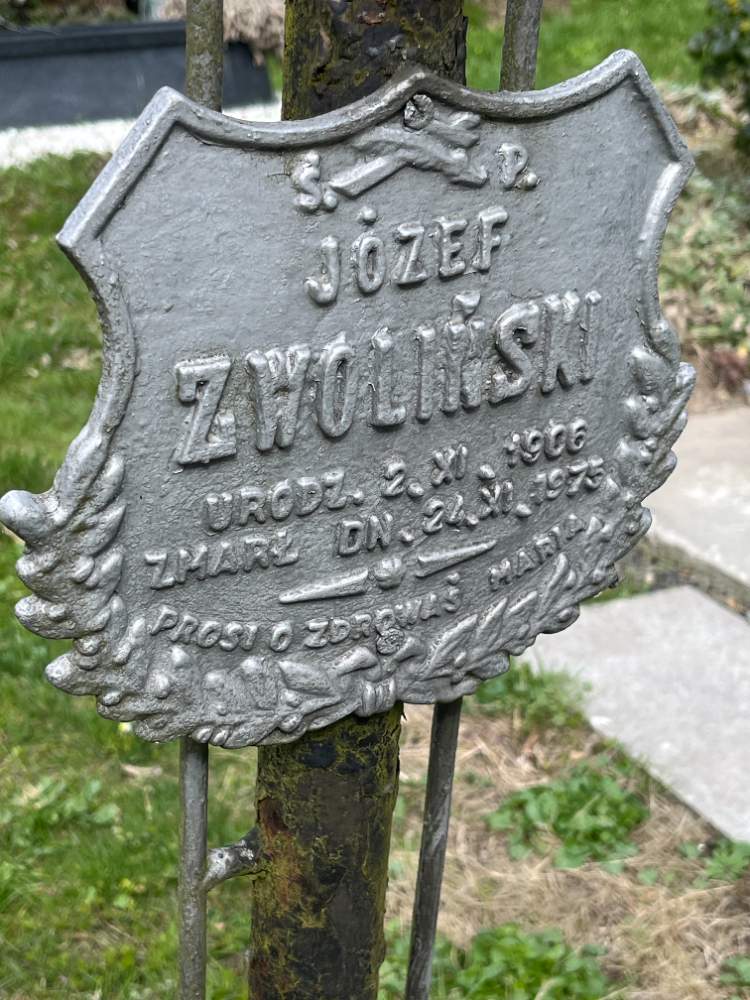 Ś. P.
JÓZEF
ZWOLIŃSKI
URODZ. 2. XI. 1906
ZMARŁ DN. 24. XI. 1975
PROSI O ZDROWAŚ MARIA